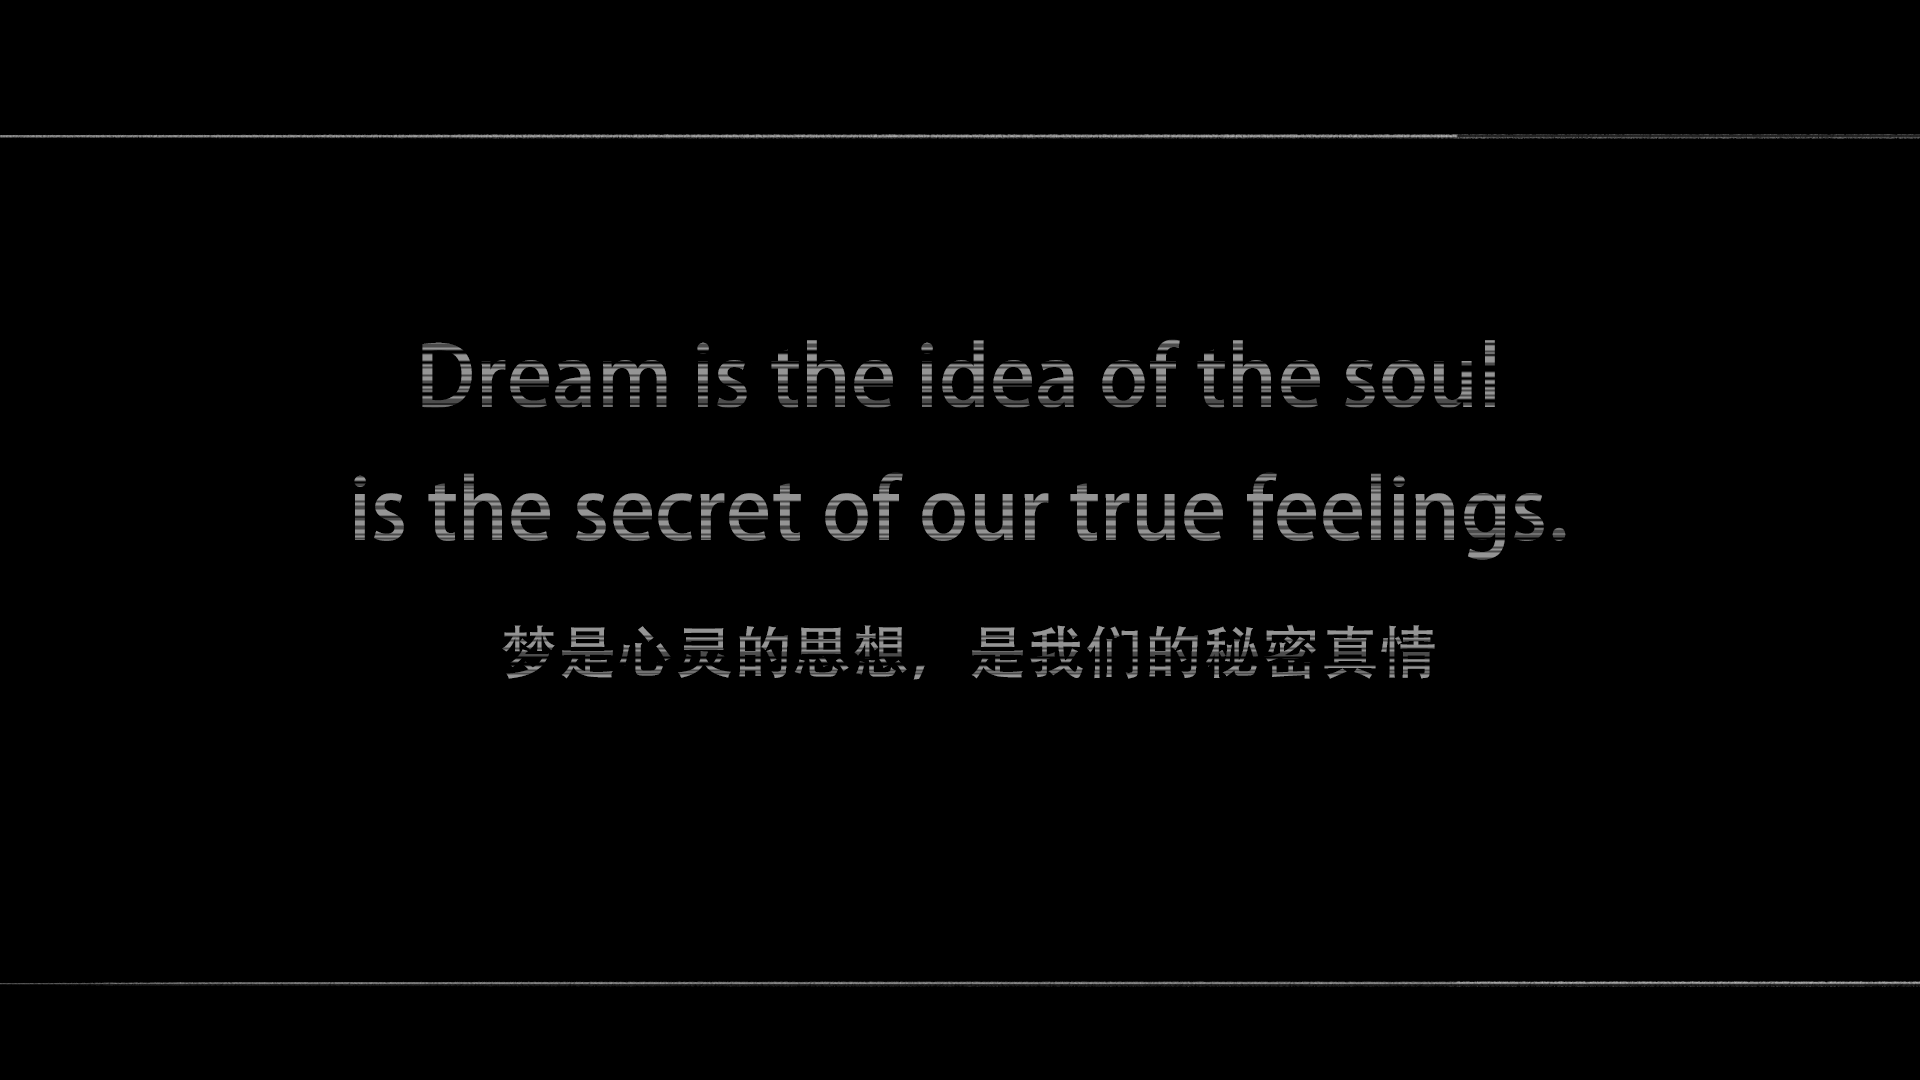 Dream is the idea of the soul
is the secret of our true feelings.
梦是心灵的思想，是我们的秘密真情